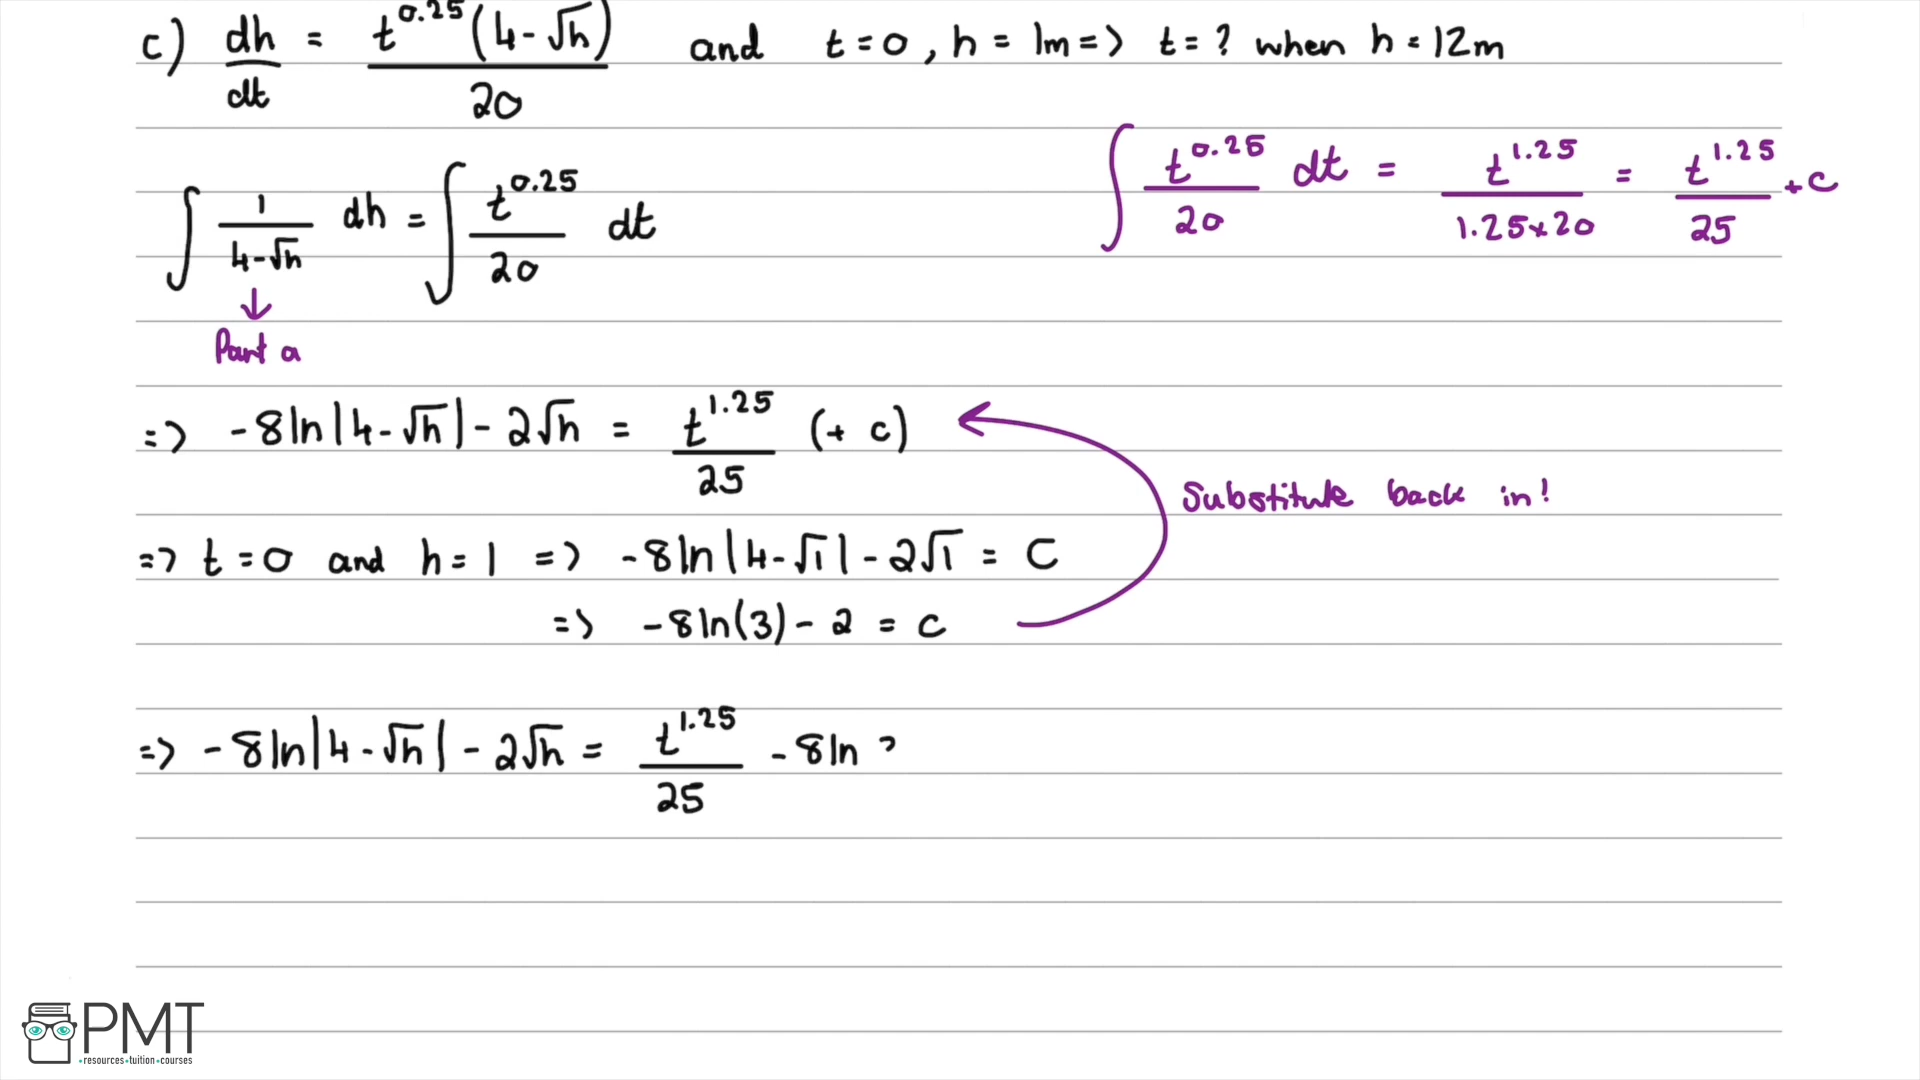 c) dh/dt = t^0.25(4-√h)/20 and t=0, h = 1m => t = ? when h = 12m
∫ t^0.25/20 dt = t^1.25/1.25×20 = t^1.25/25 + c
∫ 1/4-√h dh = ∫ t^0.25/20 dt
↓
Part a
=> -8ln|4-√h| - 2√h = t^1.25/25 (+ c)
Substitute back in!
=> t=0 and h=1 => -8ln|4-√1| - 2√1 = C
=> -8ln(3) - 2 = c
=> -8ln|4-√h| - 2√h = t^1.25/25 - 8ln
PMT
•resources•tuition•courses